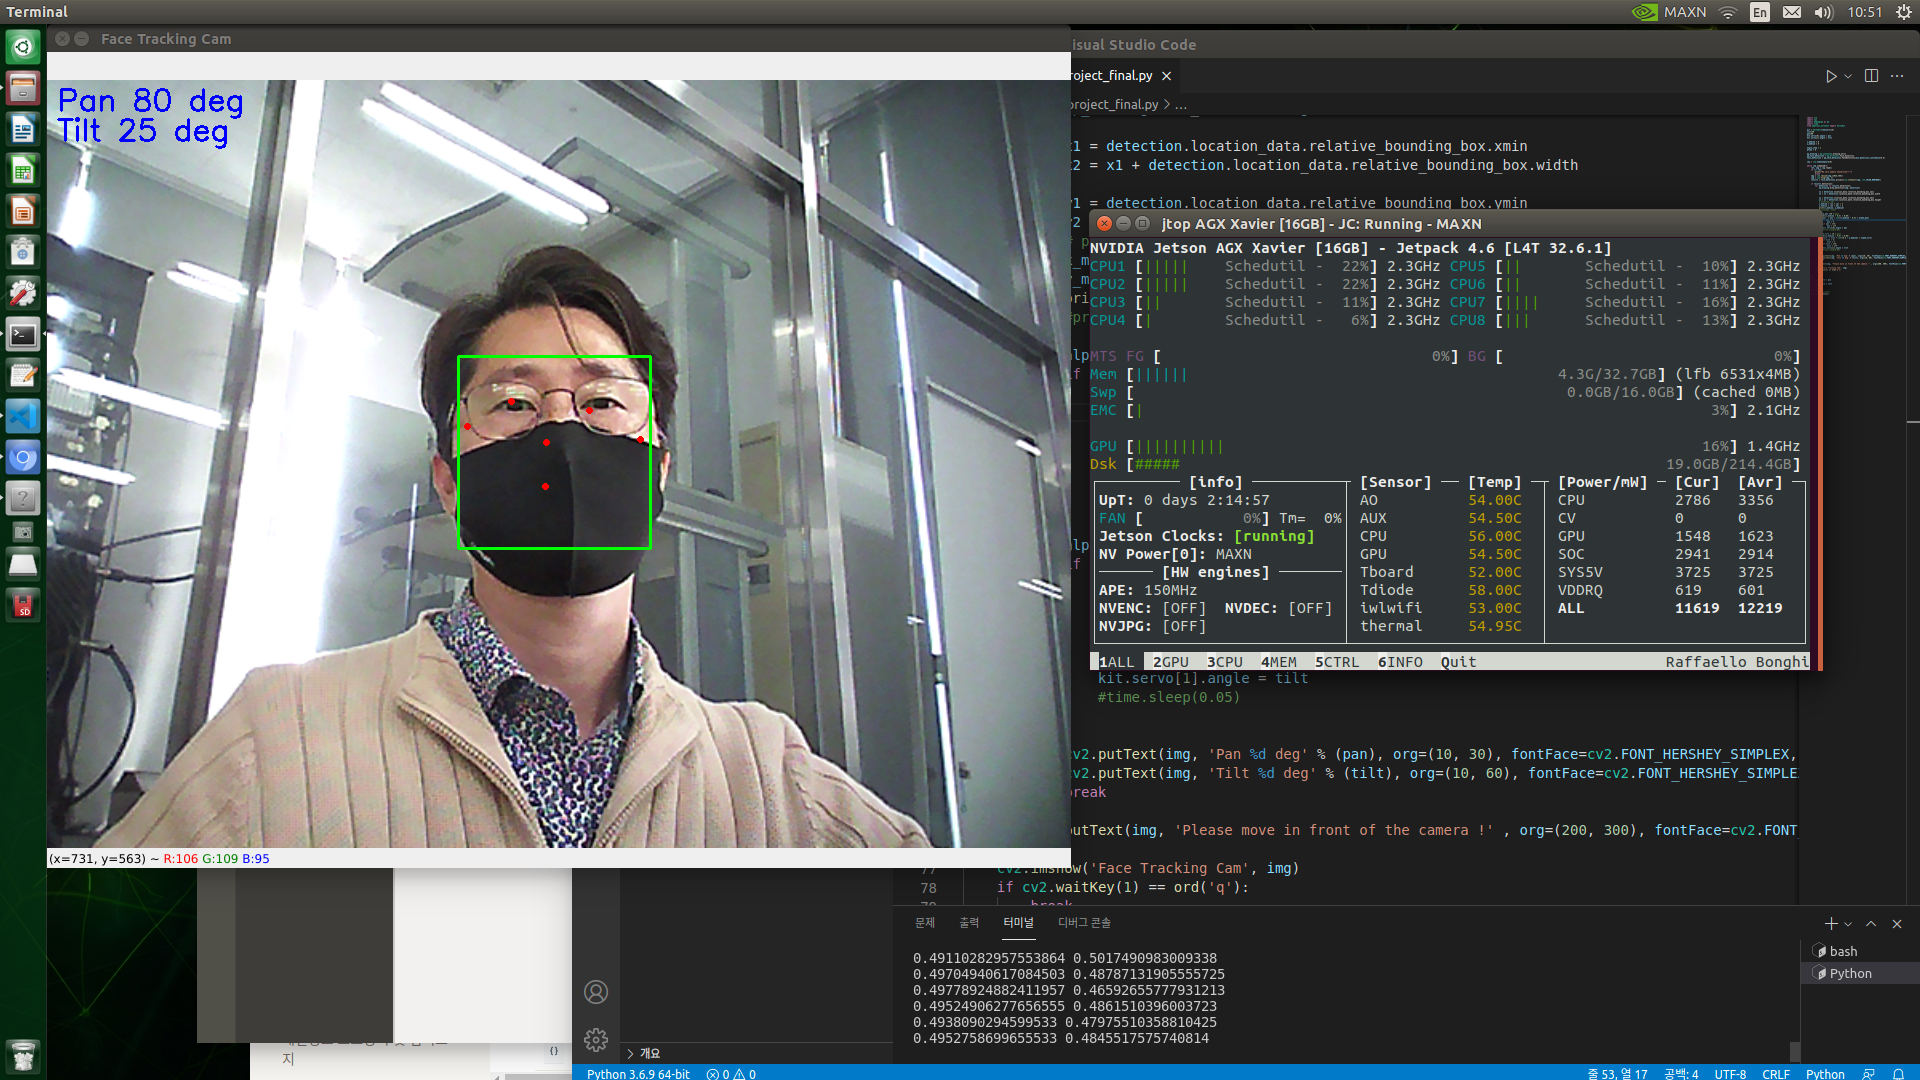 Terminal
MAXN
En
10:51
Face Tracking Cam
Pan 80 deg
Tilt 25 deg
(x=731, y=563) ~ R:106 G:109 B:95
isual Studio Code
roject_final.py
roject_final.py > ...
1 = detection.location_data.relative_bounding_box.xmin
2 = x1 + detection.location_data.relative_bounding_box.width
1 = detection.location_data.relative_bounding_box.ymin
jtop AGX Xavier [16GB] - JC: Running - MAXN
NVIDIA Jetson AGX Xavier [16GB] - Jetpack 4.6 [L4T 32.6.1]
CPU1 [||||| Schedutil - 22%] 2.3GHz CPU5 [|| Schedutil - 10%] 2.3GHz
CPU2 [||||| Schedutil - 22%] 2.3GHz CPU6 [|| Schedutil - 11%] 2.3GHz
CPU3 [|| Schedutil - 11%] 2.3GHz CPU7 [|||| Schedutil - 16%] 2.3GHz
CPU4 [| Schedutil - 6%] 2.3GHz CPU8 [||| Schedutil - 13%] 2.3GHz
MTS FG [ 0%] BG [ 0%]
Mem [|||||| 4.3G/32.7GB] (lfb 6531x4MB)
Swp [ 0.0GB/16.0GB] (cached 0MB)
EMC [| 3%] 2.1GHz
GPU [|||||||||| 16%] 1.4GHz
Dsk [##### 19.0GB/214.4GB]
[info] [Sensor] [Temp] [Power/mW] [Cur] [Avr]
UpT: 0 days 2:14:57 AO 54.00C CPU 2786 3356
FAN [ 0%] Tm= 0% AUX 54.50C CV 0 0
Jetson Clocks: [running] CPU 56.00C GPU 1548 1623
NV Power[0]: MAXN GPU 54.50C SOC 2941 2914
[HW engines] Tboard 52.00C SYS5V 3725 3725
APE: 150MHz Tdiode 58.00C VDDRQ 619 601
NVENC: [OFF] NVDEC: [OFF] iwlwifi 53.00C ALL 11619 12219
NVJPG: [OFF] thermal 54.95C
1ALL 2GPU 3CPU 4MEM 5CTRL 6INFO Quit Raffaello Bonghi
kit.servo[1].angle = tilt
#time.sleep(0.05)
cv2.putText(img, 'Pan %d deg' % (pan), org=(10, 30), fontFace=cv2.FONT_HERSHEY_SIMPLEX,
cv2.putText(img, 'Tilt %d deg' % (tilt), org=(10, 60), fontFace=cv2.FONT_HERSHEY_SIMPLE
reak
putText(img, 'Please move in front of the camera !' , org=(200, 300), fontFace=cv2.FONT_
77 cv2.imshow('Face Tracking Cam', img)
78 if cv2.waitKey(1) == ord('q'):
break
문제 출력 터미널 디버그 콘솔
0.49110282957553864 0.5017490983009338
0.49704940617084503 0.48787131905555725
0.49778924882411957 0.46592655777931213
0.49524906277656555 0.4861510396003723
0.4938090294599533 0.47975510358810425
0.4952758699655533 0.4845517575740814
bash
Python
개요
지
Python 3.6.9 64-bit 0 0 줄 53, 열 17 공백: 4 UTF-8 CRLF Python